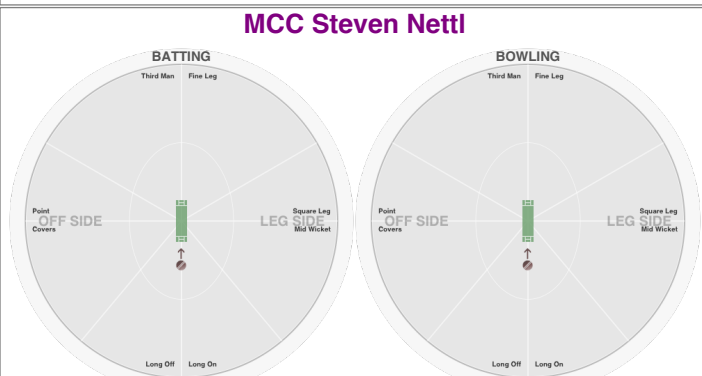 MCC Steven Nettl
BATTING
Third Man Fine Leg
Point
OFF SIDE
Covers
Square Leg
LEG SIDE
Mid Wicket
Long Off Long On
BOWLING
Third Man Fine Leg
Point
OFF SIDE
Covers
Square Leg
LEG SIDE
Mid Wicket
Long Off Long On